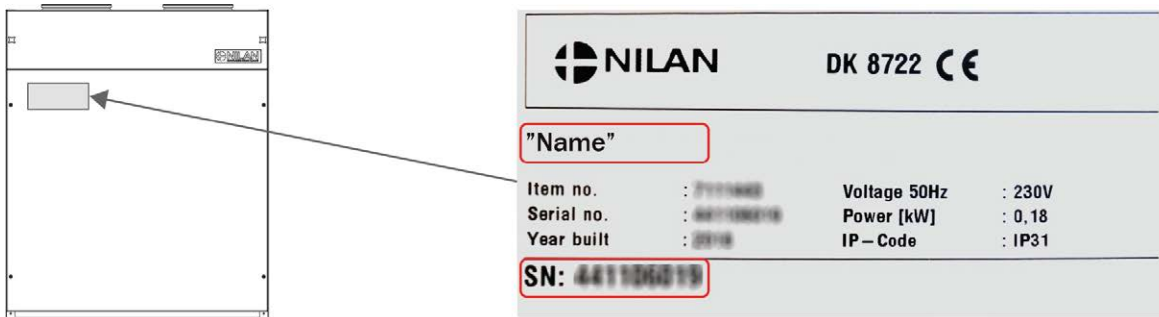 NILAN
NILAN DK 8722 CE
"Name"
Item no. :
Voltage 50Hz : 230V
Serial no. :
Power [kW] : 0,18
Year built :
IP-Code : IP31
SN: